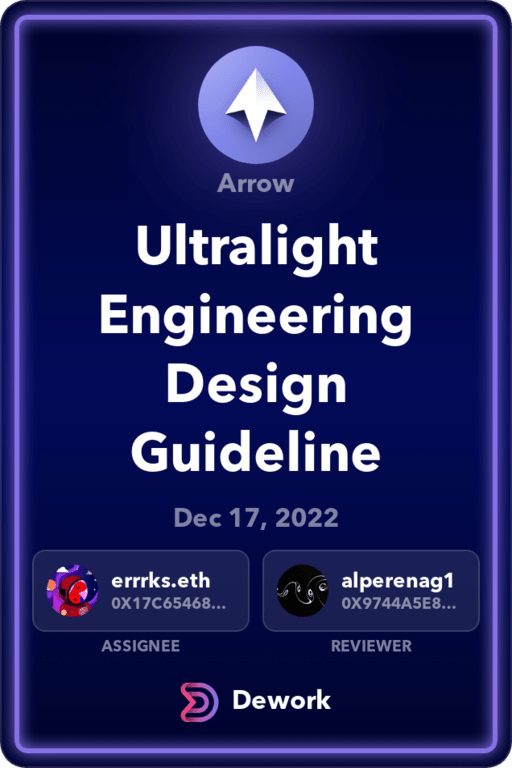 Arrow
Ultralight
Engineering
Design
Guideline
Dec 17, 2022
errrks.eth
0X17C65468...
ASSIGNEE
alperenag1
0X9744A5E8...
REVIEWER
Dework